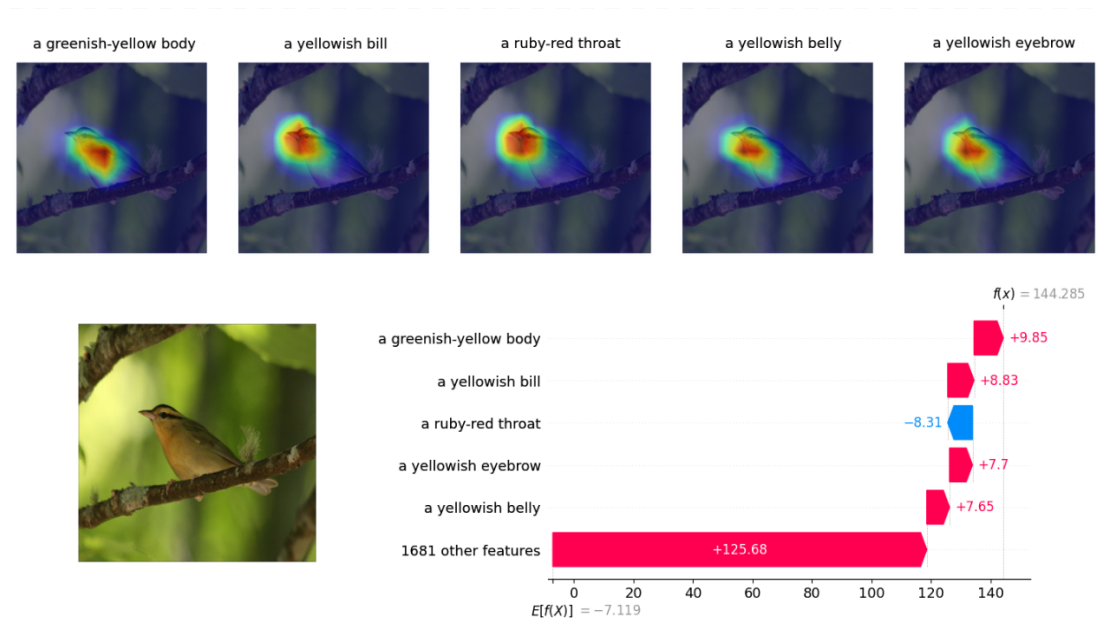 a greenish-yellow body
a yellowish bill
a ruby-red throat
a yellowish belly
a yellowish eyebrow
f(x) = 144.285
a greenish-yellow body
+9.85
a yellowish bill
+8.83
a ruby-red throat
−8.31
a yellowish eyebrow
+7.7
a yellowish belly
+7.65
1681 other features
+125.68
0 20 40 60 80 100 120 140
E[f(X)] = −7.119